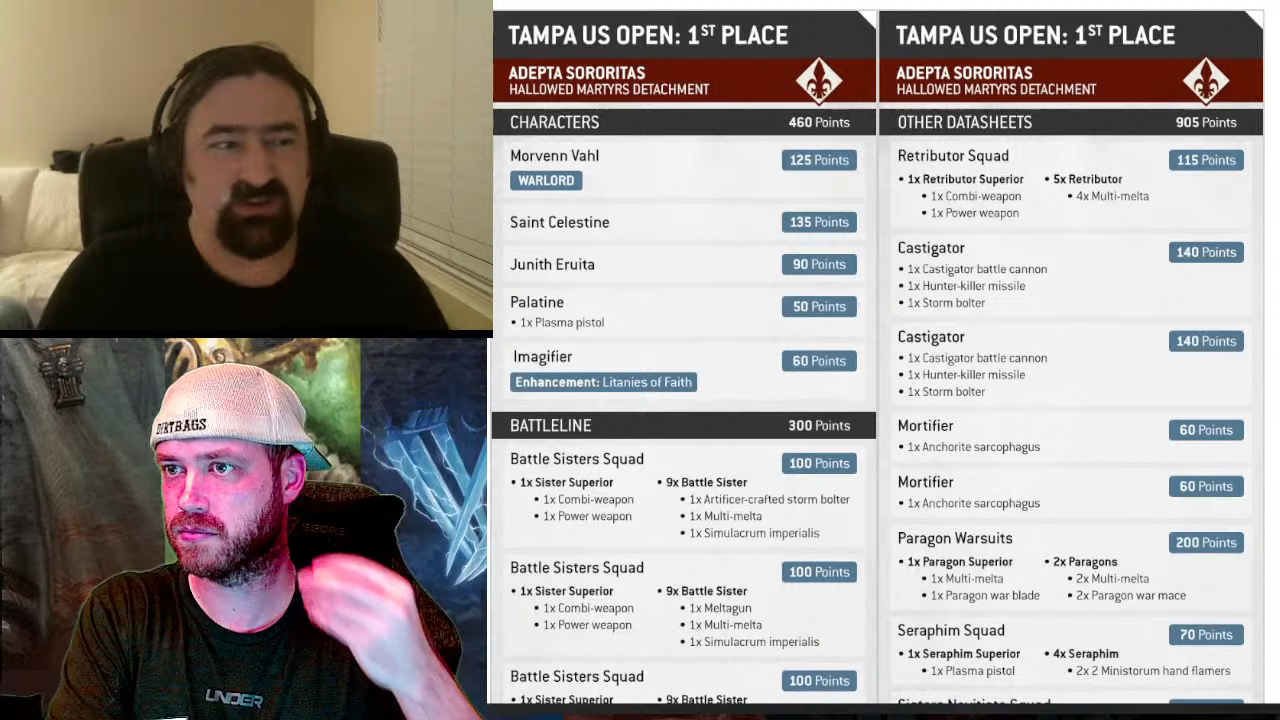 TAMPA US OPEN: 1ST PLACE
ADEPTA SORORITAS
HALLOWED MARTYRS DETACHMENT
CHARACTERS 460 Points
Morvenn Vahl 125 Points
WARLORD
Saint Celestine 135 Points
Junith Eruita 90 Points
Palatine 50 Points
• 1x Plasma pistol
Imagifier 60 Points
Enhancement: Litanies of Faith
BATTLELINE 300 Points
Battle Sisters Squad 100 Points
• 1x Sister Superior • 9x Battle Sister
• 1x Combi-weapon • 1x Artificer-crafted storm bolter
• 1x Power weapon • 1x Multi-melta
• 1x Simulacrum imperialis
Battle Sisters Squad 100 Points
• 1x Sister Superior • 9x Battle Sister
• 1x Combi-weapon • 1x Meltagun
• 1x Power weapon • 1x Multi-melta
• 1x Simulacrum imperialis
Battle Sisters Squad 100 Points
• 1x Sister Superior • 9x Battle Sister
TAMPA US OPEN: 1ST PLACE
ADEPTA SORORITAS
HALLOWED MARTYRS DETACHMENT
OTHER DATASHEETS 905 Points
Retributor Squad 115 Points
• 1x Retributor Superior • 5x Retributor
• 1x Combi-weapon • 4x Multi-melta
• 1x Power weapon
Castigator 140 Points
• 1x Castigator battle cannon
• 1x Hunter-killer missile
• 1x Storm bolter
Castigator 140 Points
• 1x Castigator battle cannon
• 1x Hunter-killer missile
• 1x Storm bolter
Mortifier 60 Points
• 1x Anchorite sarcophagus
Mortifier 60 Points
• 1x Anchorite sarcophagus
Paragon Warsuits 200 Points
• 1x Paragon Superior • 2x Paragons
• 1x Multi-melta • 2x Multi-melta
• 1x Paragon war blade • 2x Paragon war mace
Seraphim Squad 70 Points
• 1x Seraphim Superior • 4x Seraphim
• 1x Plasma pistol • 2x 2 Ministorum hand flamers
Sisters Novitiate Squad
DIRTBAGS
UNDER